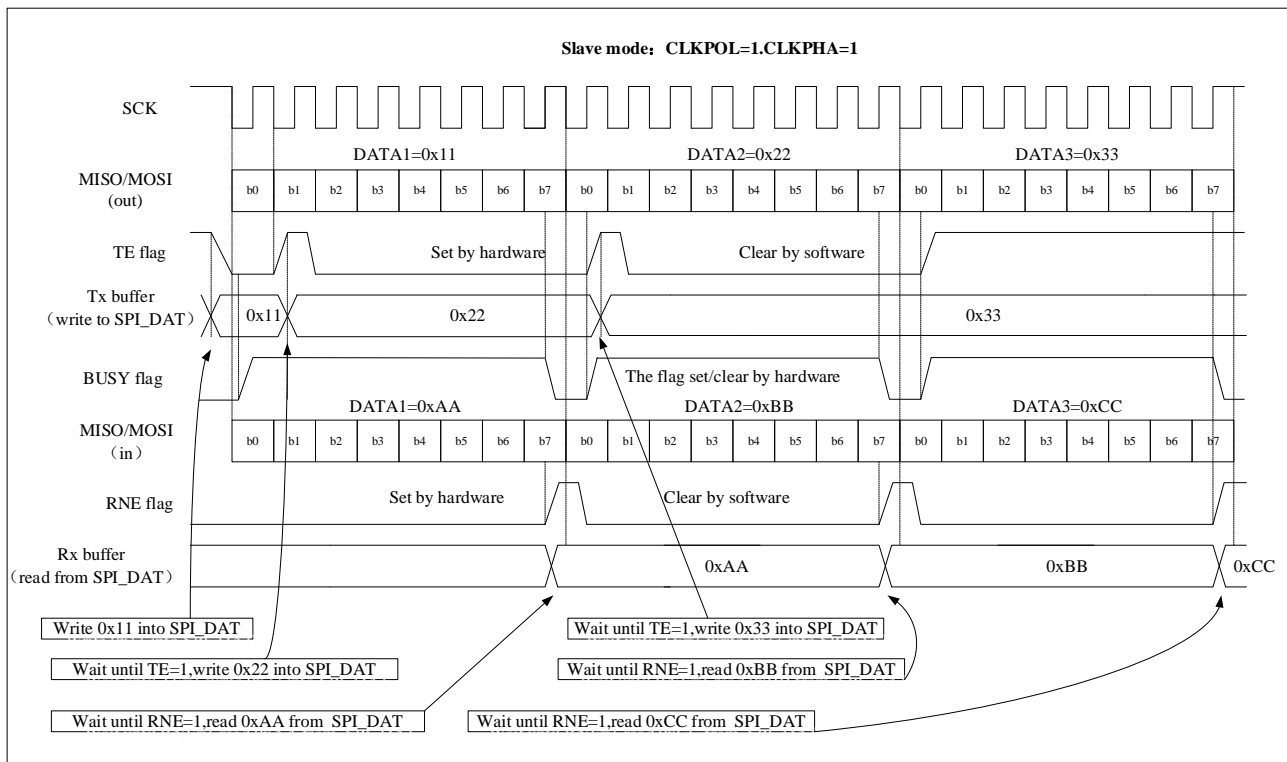 Slave mode：CLKPOL=1.CLKPHA=1
SCK
DATA1=0x11 DATA2=0x22 DATA3=0x33
MISO/MOSI
(out)
b0 b1 b2 b3 b4 b5 b6 b7 b0 b1 b2 b3 b4 b5 b6 b7 b0 b1 b2 b3 b4 b5 b6 b7
TE flag
Set by hardware Clear by software
Tx buffer
（write to SPI_DAT）
0x11 0x22 0x33
BUSY flag
The flag set/clear by hardware
DATA1=0xAA DATA2=0xBB DATA3=0xCC
MISO/MOSI
（in）
b0 b1 b2 b3 b4 b5 b6 b7 b0 b1 b2 b3 b4 b5 b6 b7 b0 b1 b2 b3 b4 b5 b6 b7
RNE flag
Set by hardware Clear by software
Rx buffer
（read from SPI_DAT）
0xAA 0xBB 0xCC
Write 0x11 into SPI_DAT
Wait until TE=1,write 0x33 into SPI_DAT
Wait until TE=1,write 0x22 into SPI_DAT
Wait until RNE=1,read 0xBB from SPI_DAT
Wait until RNE=1,read 0xAA from SPI_DAT
Wait until RNE=1,read 0xCC from SPI_DAT